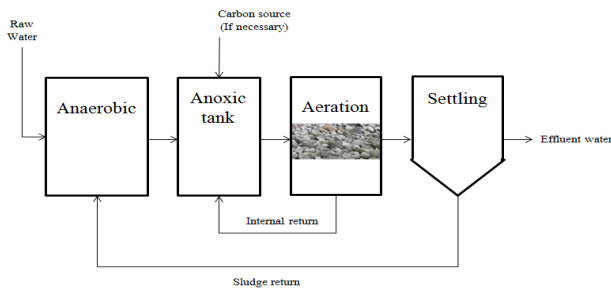 Carbon source
(If necessary)
Raw
Water
Anaerobic
Anoxic
tank
Aeration
Settling
Effluent water
Internal return
Sludge return